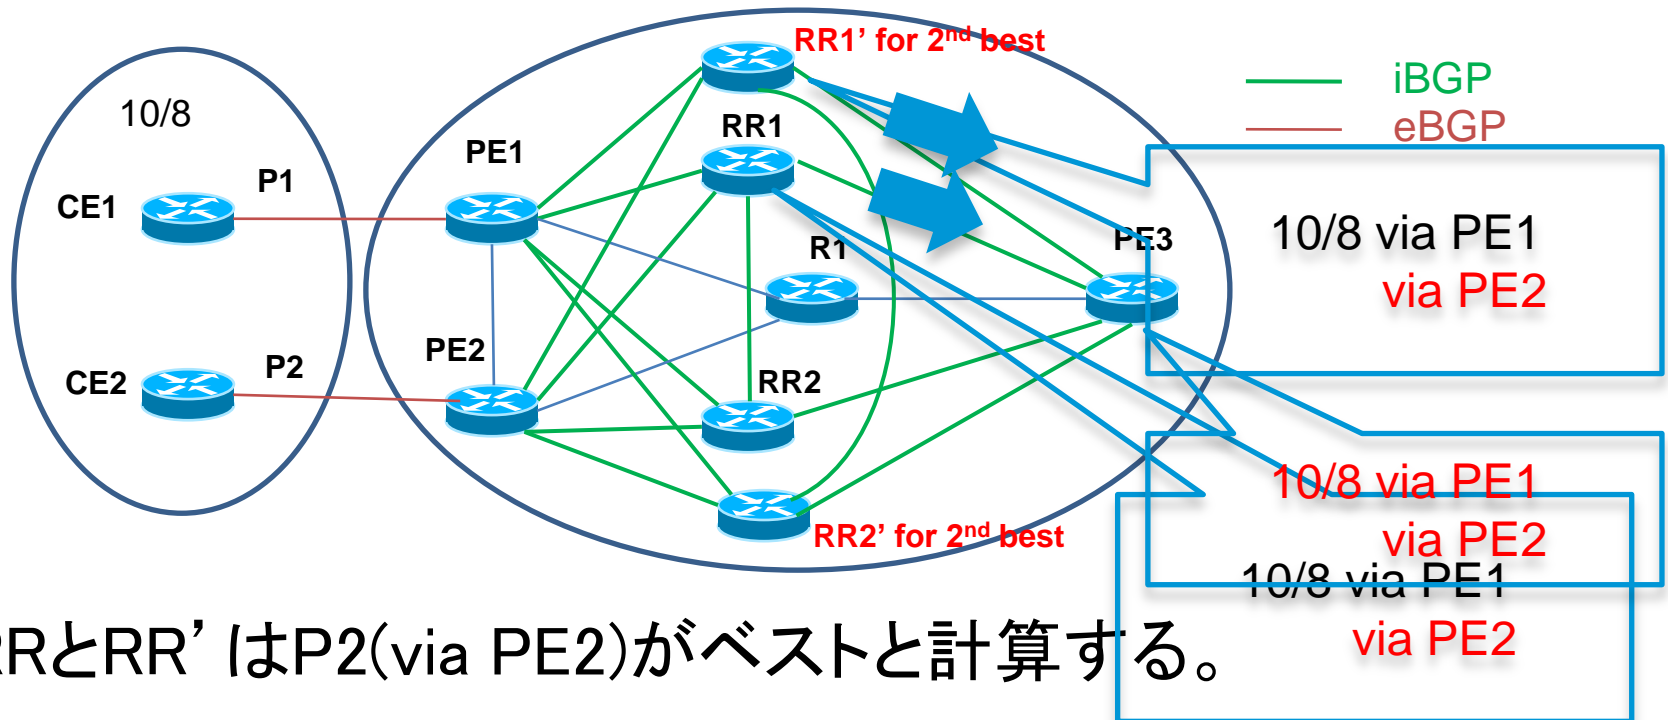 RR1’ for 2nd best
iBGP
eBGP
10/8
RR1
PE1
P1
CE1
R1
PE3
10/8 via PE1
via PE2
PE2
P2
CE2
RR2
10/8 via PE1
via PE2
RR2’ for 2nd best
10/8 via PE1
via PE2
RRとRR’はP2(via PE2)がベストと計算する。